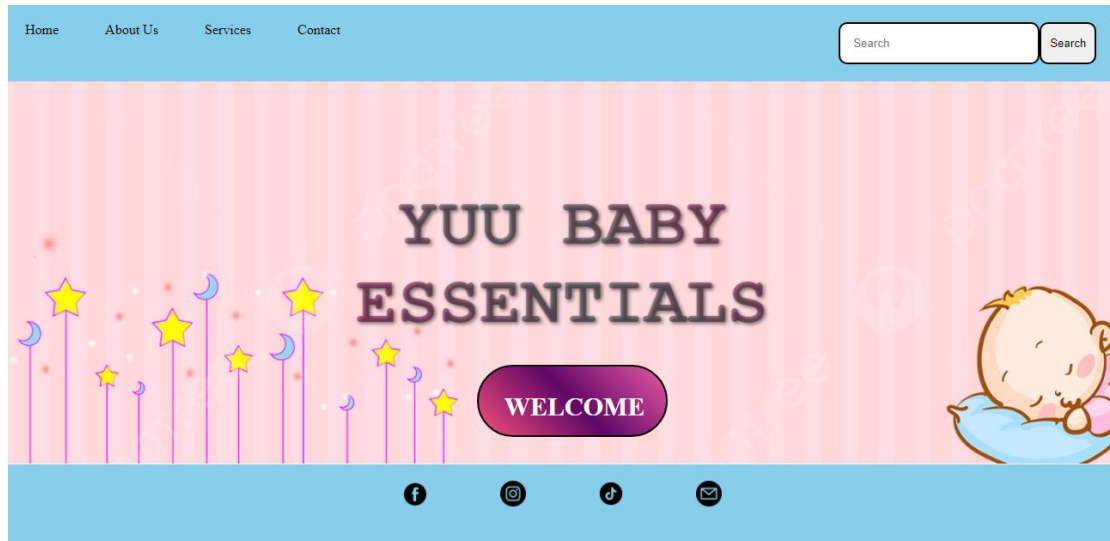 Home About Us Services Contact Search Search
YUU BABY
ESSENTIALS
WELCOME